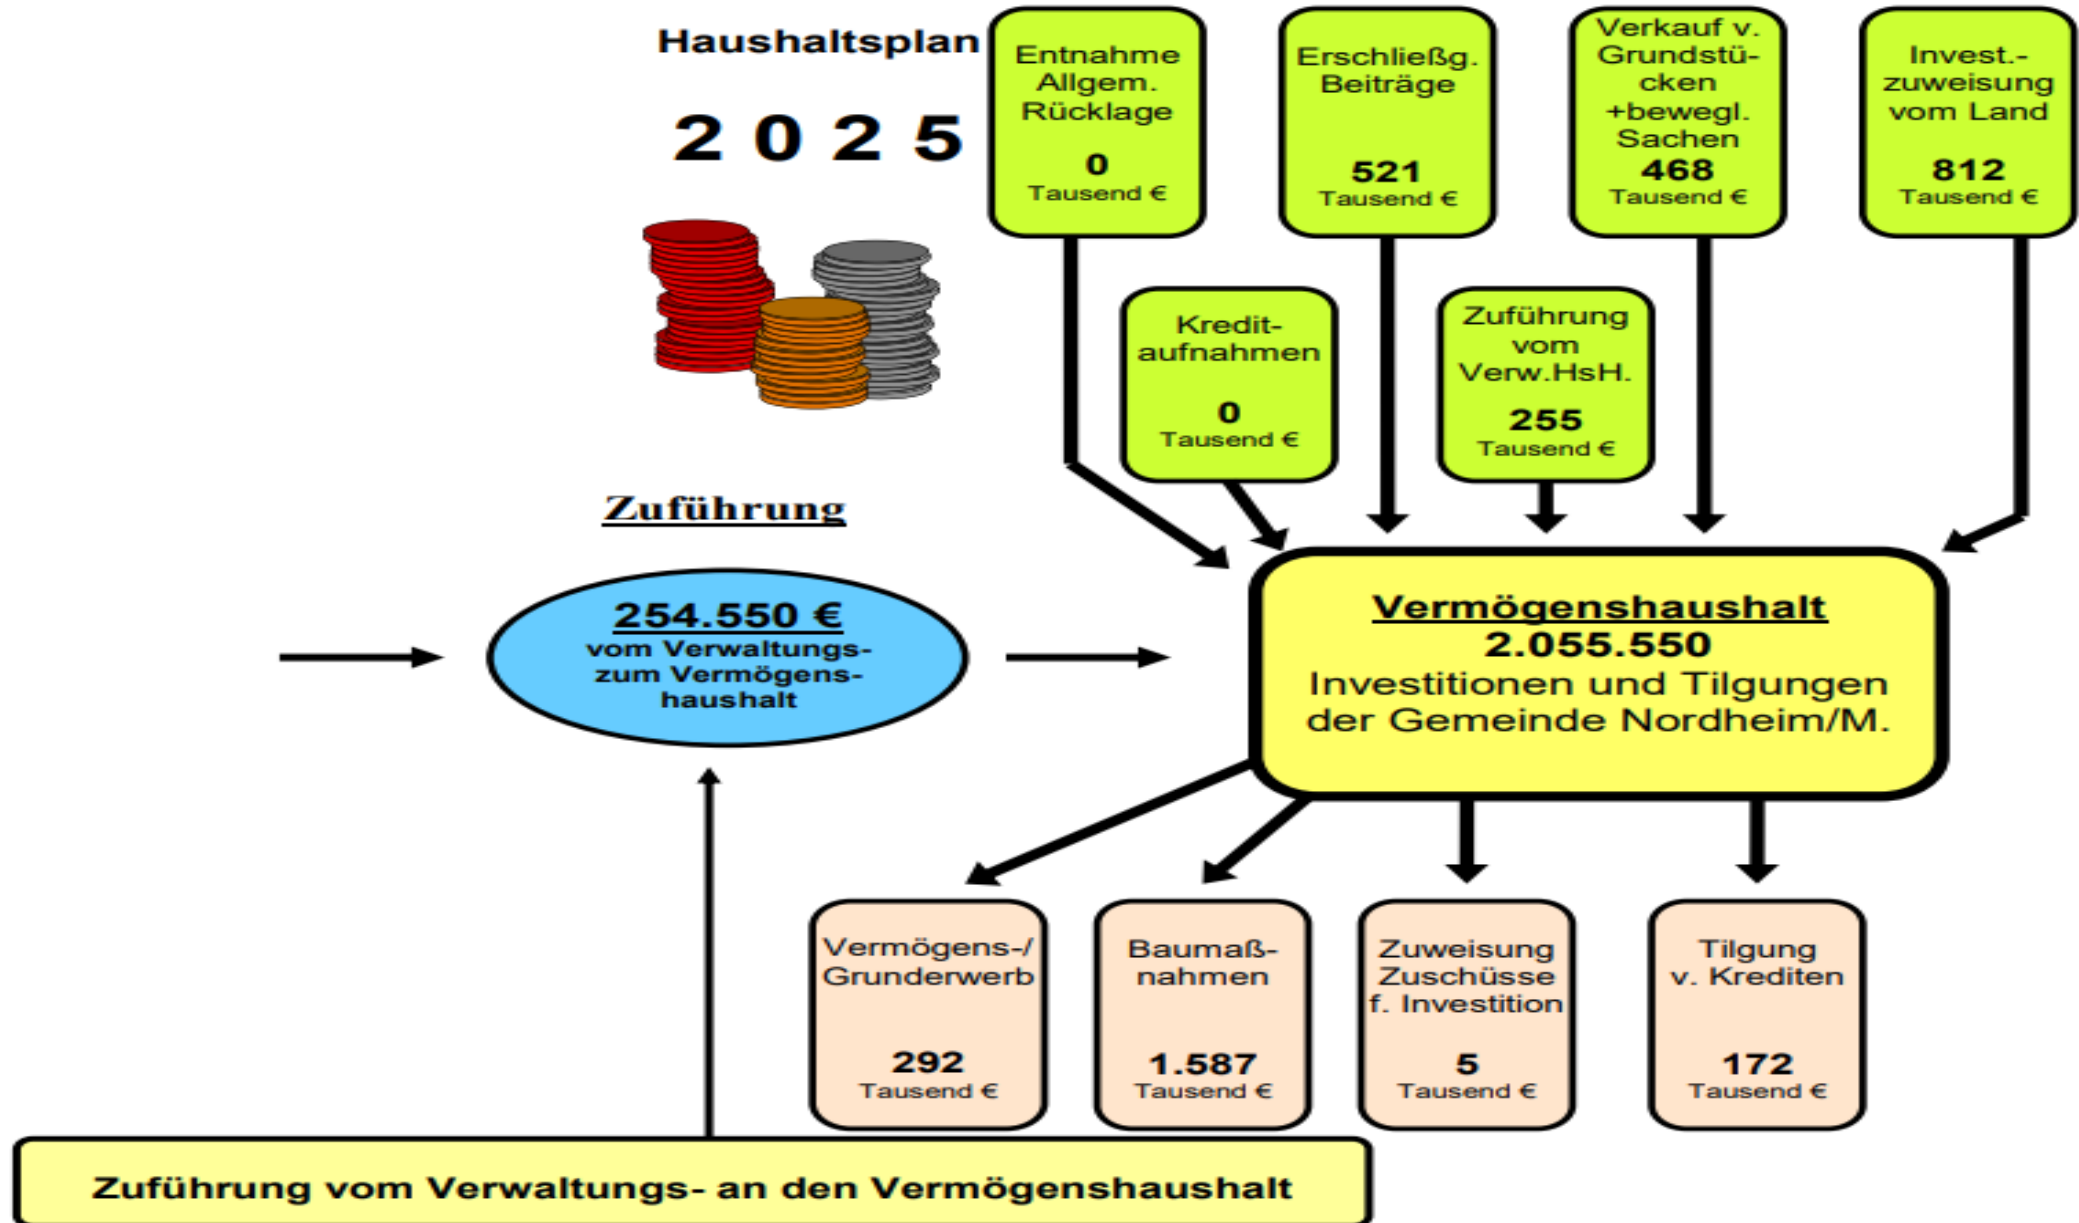 Haushaltsplan
2 0 2 5
Entnahme
Allgem.
Rücklage
0
Tausend €
Erschließg.
Beiträge
521
Tausend €
Verkauf v.
Grundstü-
cken
+bewegl.
Sachen
468
Tausend €
Invest.-
zuweisung
vom Land
812
Tausend €
Kredit-
aufnahmen
0
Tausend €
Zuführung
vom
Verw.HsH.
255
Tausend €
Zuführung
254.550 €
vom Verwaltungs-
zum Vermögens-
haushalt
Vermögenshaushalt
2.055.550
Investitionen und Tilgungen
der Gemeinde Nordheim/M.
Vermögens-/
Grunderwerb
292
Tausend €
Baumaß-
nahmen
1.587
Tausend €
Zuweisung
Zuschüsse
f. Investition
5
Tausend €
Tilgung
v. Krediten
172
Tausend €
Zuführung vom Verwaltungs- an den Vermögenshaushalt